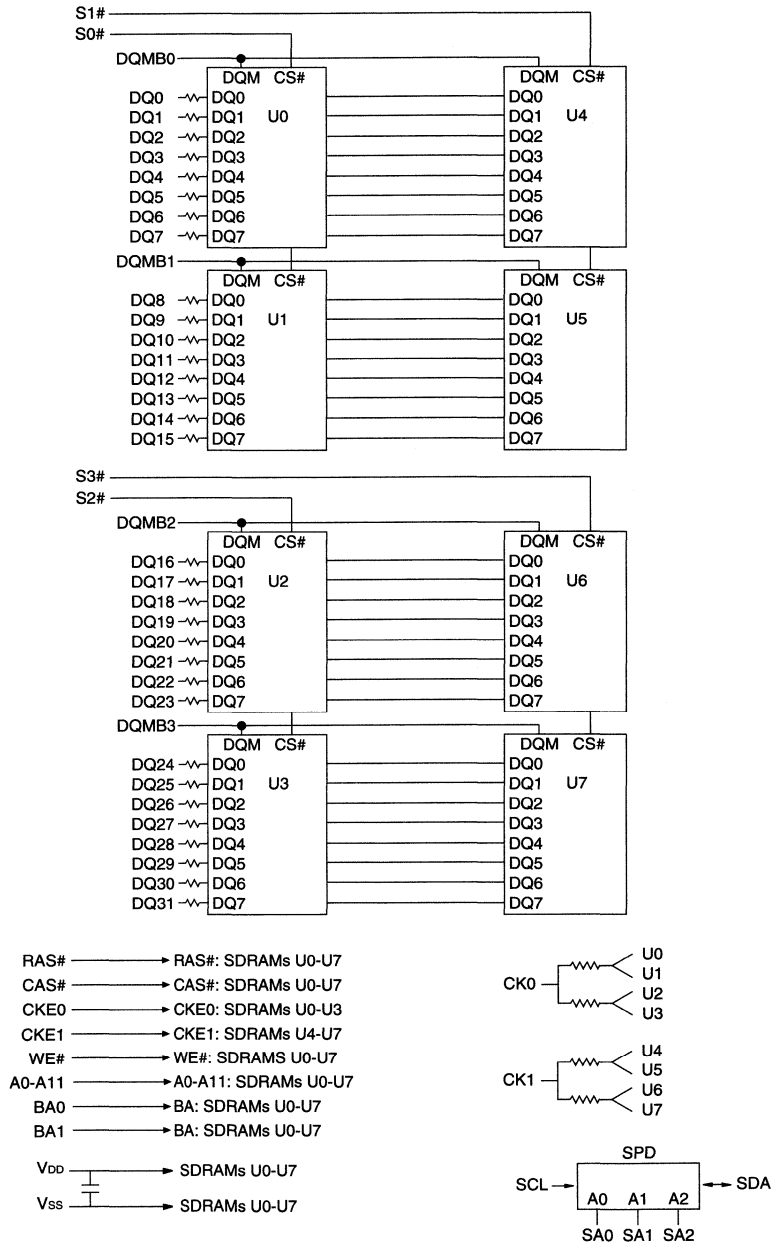 S1#
S0#
DQMB0
DQM CS# DQM CS#
DQ0 DQ0 DQ0
DQ1 DQ1 U0 DQ1 U4
DQ2 DQ2 DQ2
DQ3 DQ3 DQ3
DQ4 DQ4 DQ4
DQ5 DQ5 DQ5
DQ6 DQ6 DQ6
DQ7 DQ7 DQ7
DQMB1
DQM CS# DQM CS#
DQ8 DQ0 DQ0
DQ9 DQ1 U1 DQ1 U5
DQ10 DQ2 DQ2
DQ11 DQ3 DQ3
DQ12 DQ4 DQ4
DQ13 DQ5 DQ5
DQ14 DQ6 DQ6
DQ15 DQ7 DQ7
S3#
S2#
DQMB2
DQM CS# DQM CS#
DQ16 DQ0 DQ0
DQ17 DQ1 U2 DQ1 U6
DQ18 DQ2 DQ2
DQ19 DQ3 DQ3
DQ20 DQ4 DQ4
DQ21 DQ5 DQ5
DQ22 DQ6 DQ6
DQ23 DQ7 DQ7
DQMB3
DQM CS# DQM CS#
DQ24 DQ0 DQ0
DQ25 DQ1 U3 DQ1 U7
DQ26 DQ2 DQ2
DQ27 DQ3 DQ3
DQ28 DQ4 DQ4
DQ29 DQ5 DQ5
DQ30 DQ6 DQ6
DQ31 DQ7 DQ7
RAS# RAS#: SDRAMs U0-U7
CAS# CAS#: SDRAMs U0-U7
CKE0 CKE0: SDRAMs U0-U3
CKE1 CKE1: SDRAMs U4-U7
WE# WE#: SDRAMS U0-U7
A0-A11 A0-A11: SDRAMs U0-U7
BA0 BA: SDRAMs U0-U7
BA1 BA: SDRAMs U0-U7
VDD SDRAMs U0-U7
VSS SDRAMs U0-U7
CK0
U0
U1
U2
U3
CK1
U4
U5
U6
U7
SPD
SCL SDA
A0 A1 A2
SA0 SA1 SA2